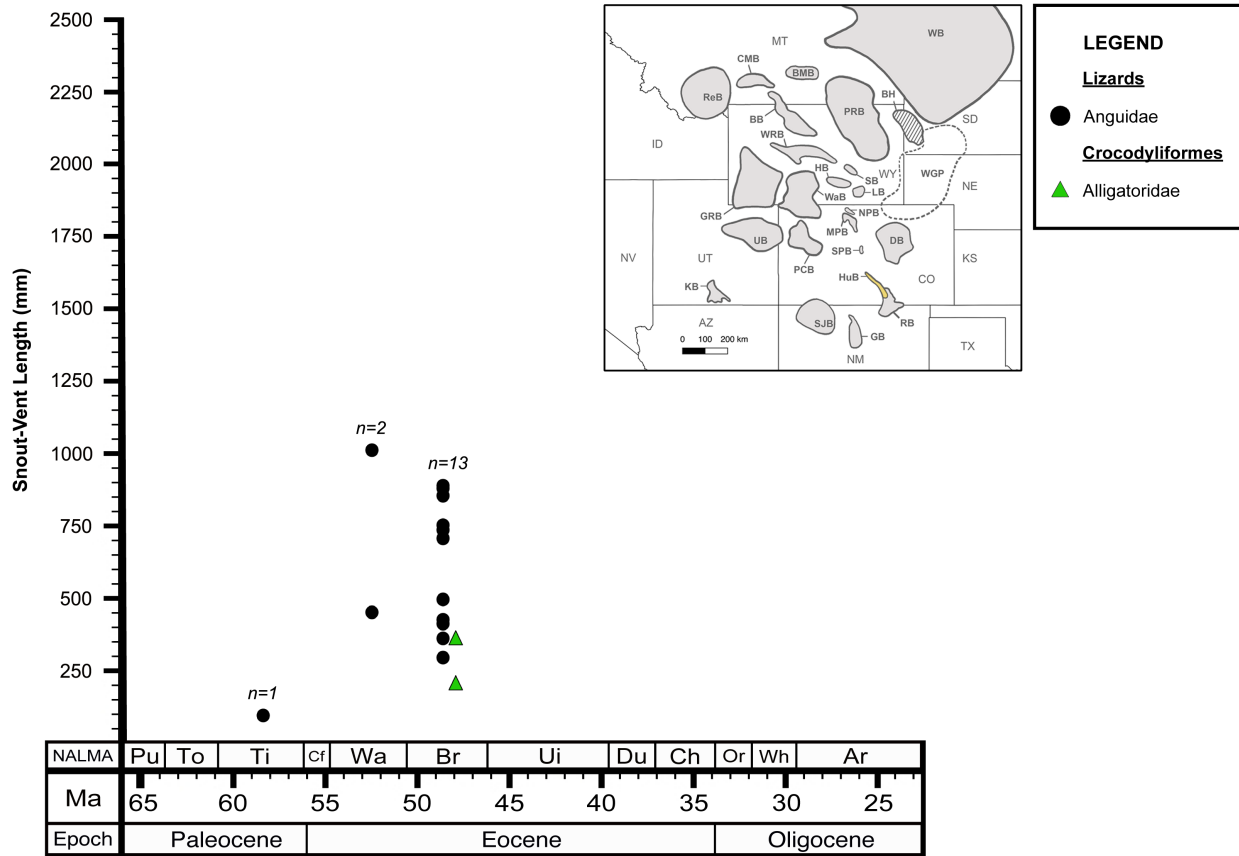 2500
2250
2000
1750
1500
1250
1000
750
500
250
Snout-Vent Length (mm)
n=1
n=2
n=13
MT
WB
CMB
BMB
ReB
BH
PRB
BB
SD
WRB
ID
HB
SB
WY
WGP
NE
LB
WaB
GRB
NPB
MPB
UB
SPB
DB
NV
UT
PCB
KS
HuB
CO
KB
AZ
SJB
RB
GB
0 100 200 km
NM
TX
LEGEND
Lizards
Anguidae
Crocodyliformes
Alligatoridae
NALMA Pu To Ti Cf Wa Br Ui Du Ch Or Wh Ar
Ma 65 60 55 50 45 40 35 30 25
Epoch Paleocene Eocene Oligocene